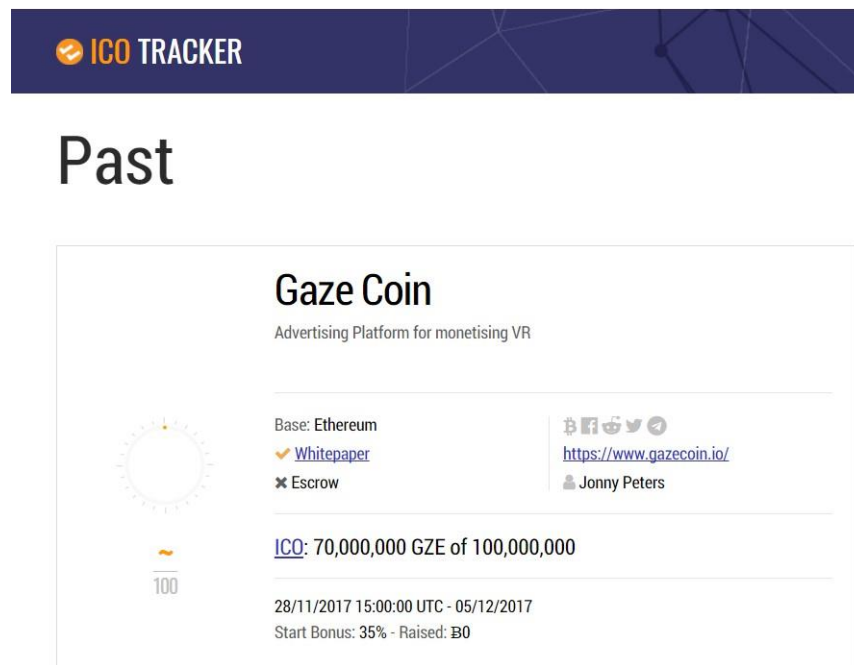 ICO TRACKER
Past
Gaze Coin
Advertising Platform for monetising VR
Base: Ethereum
Whitepaper
https://www.gazecoin.io/
Escrow
Jonny Peters
ICO: 70,000,000 GZE of 100,000,000
~
100
28/11/2017 15:00:00 UTC - 05/12/2017
Start Bonus: 35% - Raised: Ƀ0